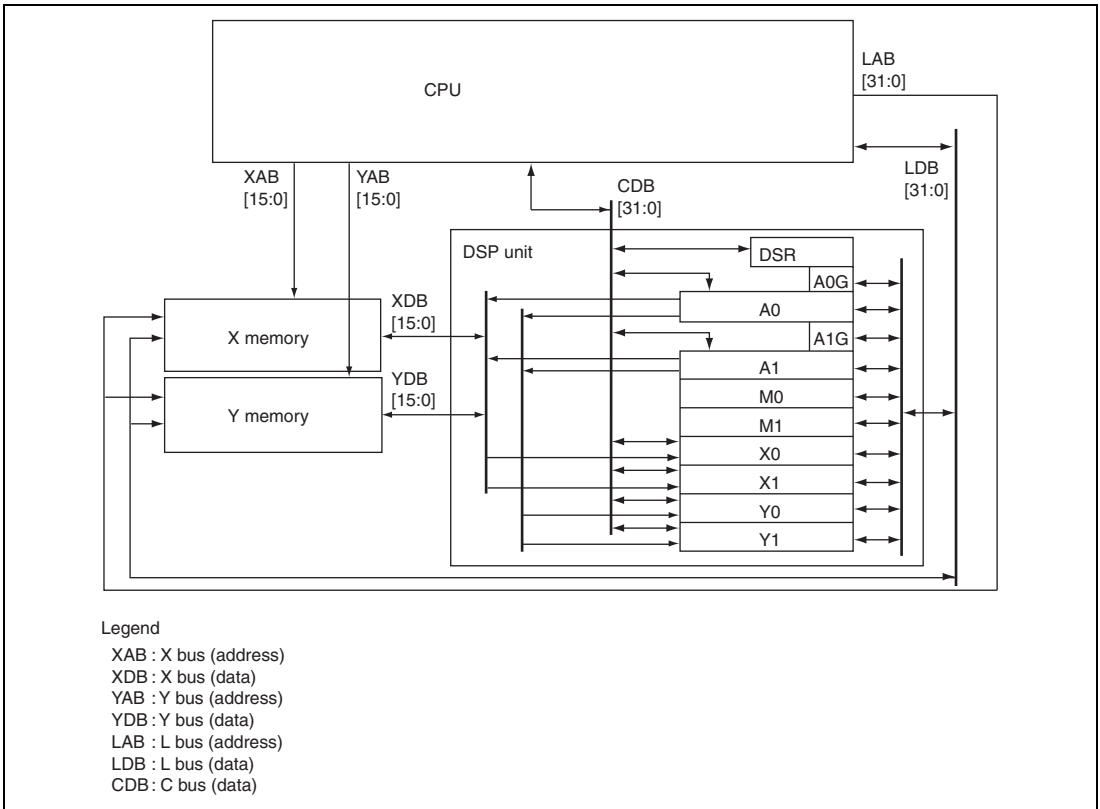 CPU
LAB
[31:0]
XAB
[15:0]
YAB
[15:0]
CDB
[31:0]
LDB
[31:0]
DSP unit
DSR
A0G
A0
A1G
A1
M0
M1
X0
X1
Y0
Y1
XDB
[15:0]
X memory
YDB
[15:0]
Y memory
Legend
XAB : X bus (address)
XDB : X bus (data)
YAB : Y bus (address)
YDB : Y bus (data)
LAB : L bus (address)
LDB : L bus (data)
CDB : C bus (data)